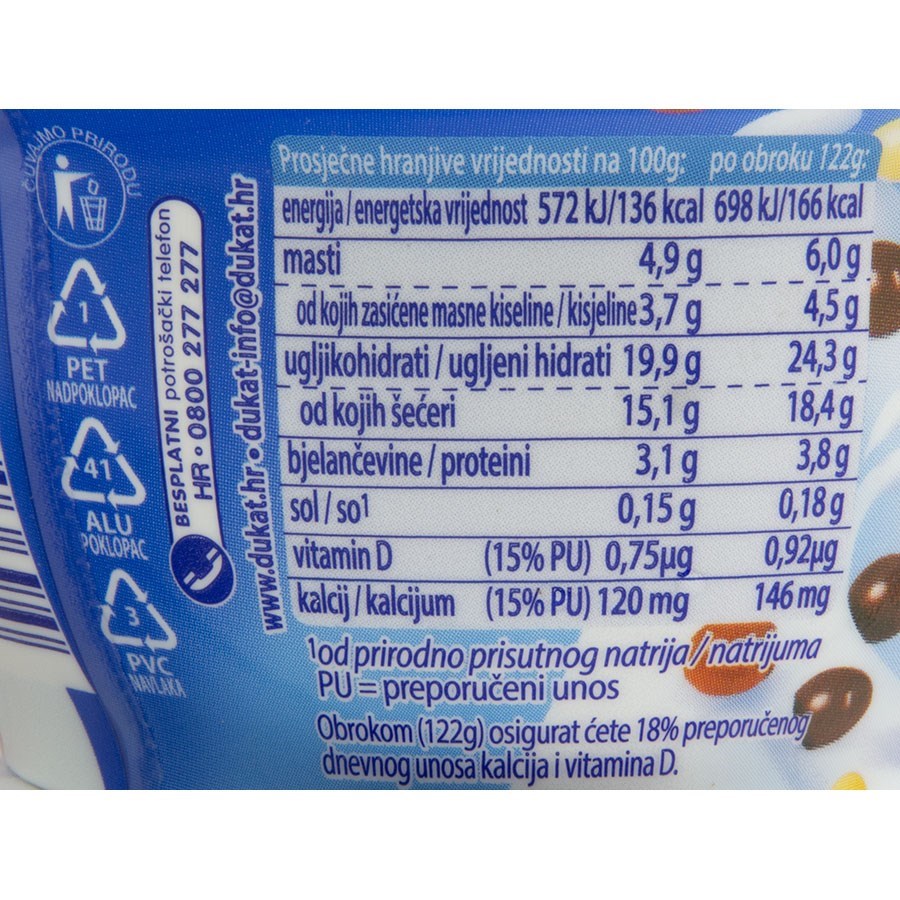 ČUVAJMO PRIRODU
1
PET
NADPOKLOPAC
41
ALU
POKLOPAC
3
PVC
NAVLAKA
BESPLATNI potrošački telefon
HR • 0800 277 277
www.dukat.hr • dukat-info@dukat.hr
Prosječne hranjive vrijednosti na 100g: po obroku 122g:
energija / energetska vrijednost 572 kJ/136 kcal 698 kJ/166 kcal
masti 4,9 g 6,0 g
od kojih zasićene masne kiseline / kisjeline 3,7 g 4,5 g
ugljikohidrati / ugljeni hidrati 19,9 g 24,3 g
od kojih šećeri 15,1 g 18,4 g
bjelančevine / proteini 3,1 g 3,8 g
sol / so¹ 0,15 g 0,18 g
vitamin D (15% PU) 0,75µg 0,92µg
kalcij / kalcijum (15% PU) 120 mg 146 mg
¹od prirodno prisutnog natrija / natrijuma
PU = preporučeni unos
Obrokom (122g) osigurat ćete 18% preporučenog
dnevnog unosa kalcija i vitamina D.